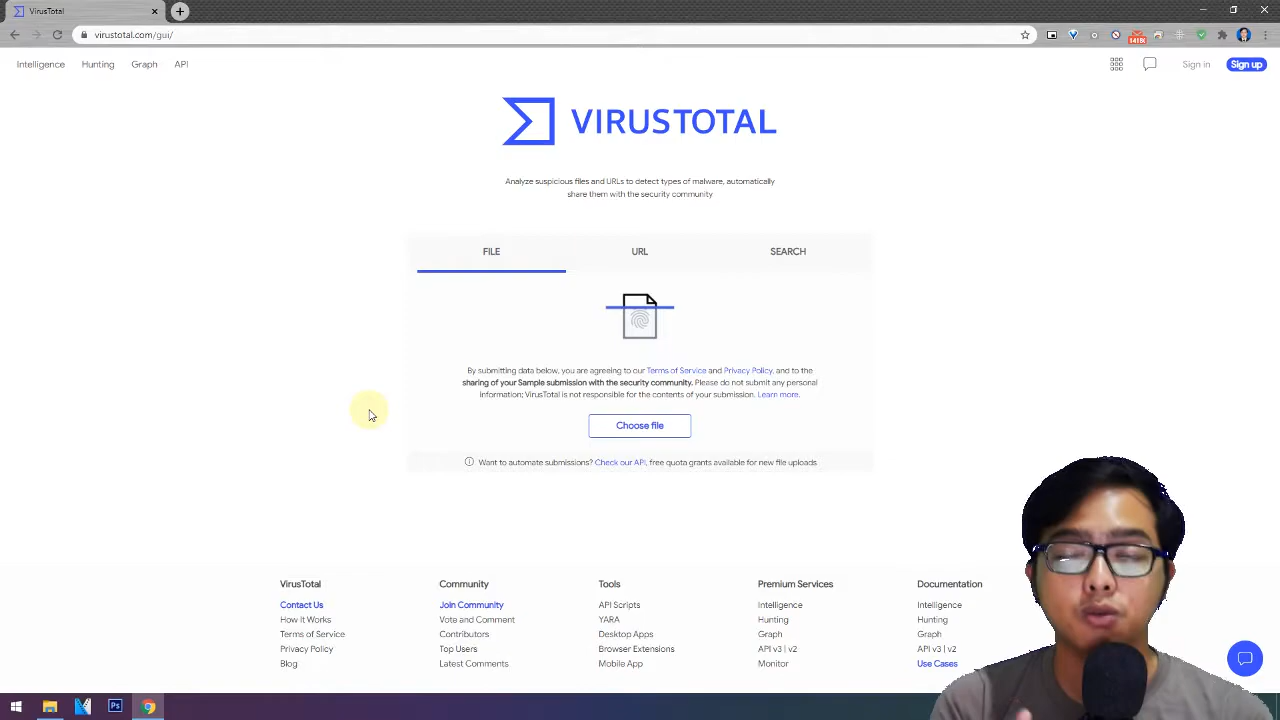 VirusTotal
virustotal.com/gui/
1418K
Intelligence Hunting Graph API
Sign in Sign up
VIRUSTOTAL
Analyze suspicious files and URLs to detect types of malware, automatically
share them with the security community
FILE URL SEARCH
By submitting data below, you are agreeing to our Terms of Service and Privacy Policy, and to the
sharing of your Sample submission with the security community. Please do not submit any personal
information; VirusTotal is not responsible for the contents of your submission. Learn more.
Choose file
Want to automate submissions? Check our API, free quota grants available for new file uploads
VirusTotal
Contact Us
How It Works
Terms of Service
Privacy Policy
Blog
Community
Join Community
Vote and Comment
Contributors
Top Users
Latest Comments
Tools
API Scripts
YARA
Desktop Apps
Browser Extensions
Mobile App
Premium Services
Intelligence
Hunting
Graph
API v3 | v2
Monitor
Documentation
Intelligence
Hunting
Graph
API v3 | v2
Use Cases
Ps